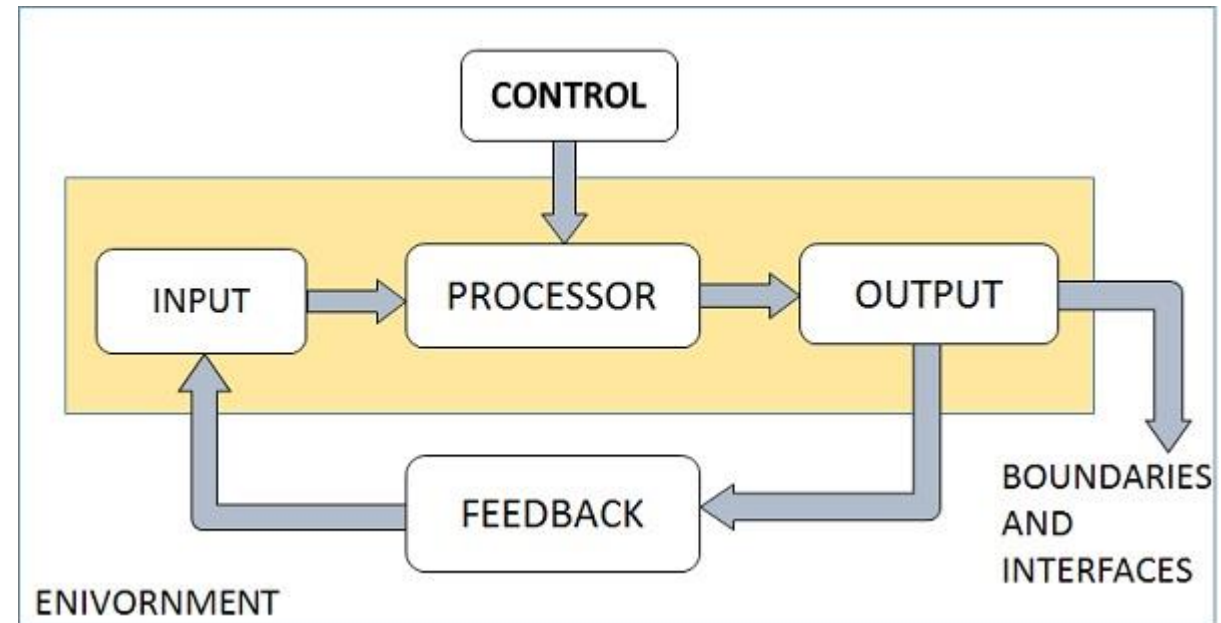 CONTROL
INPUT
PROCESSOR
OUTPUT
FEEDBACK
BOUNDARIES
AND
INTERFACES
ENIVORNMENT